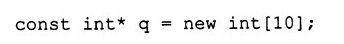 const int* q = new int[10];